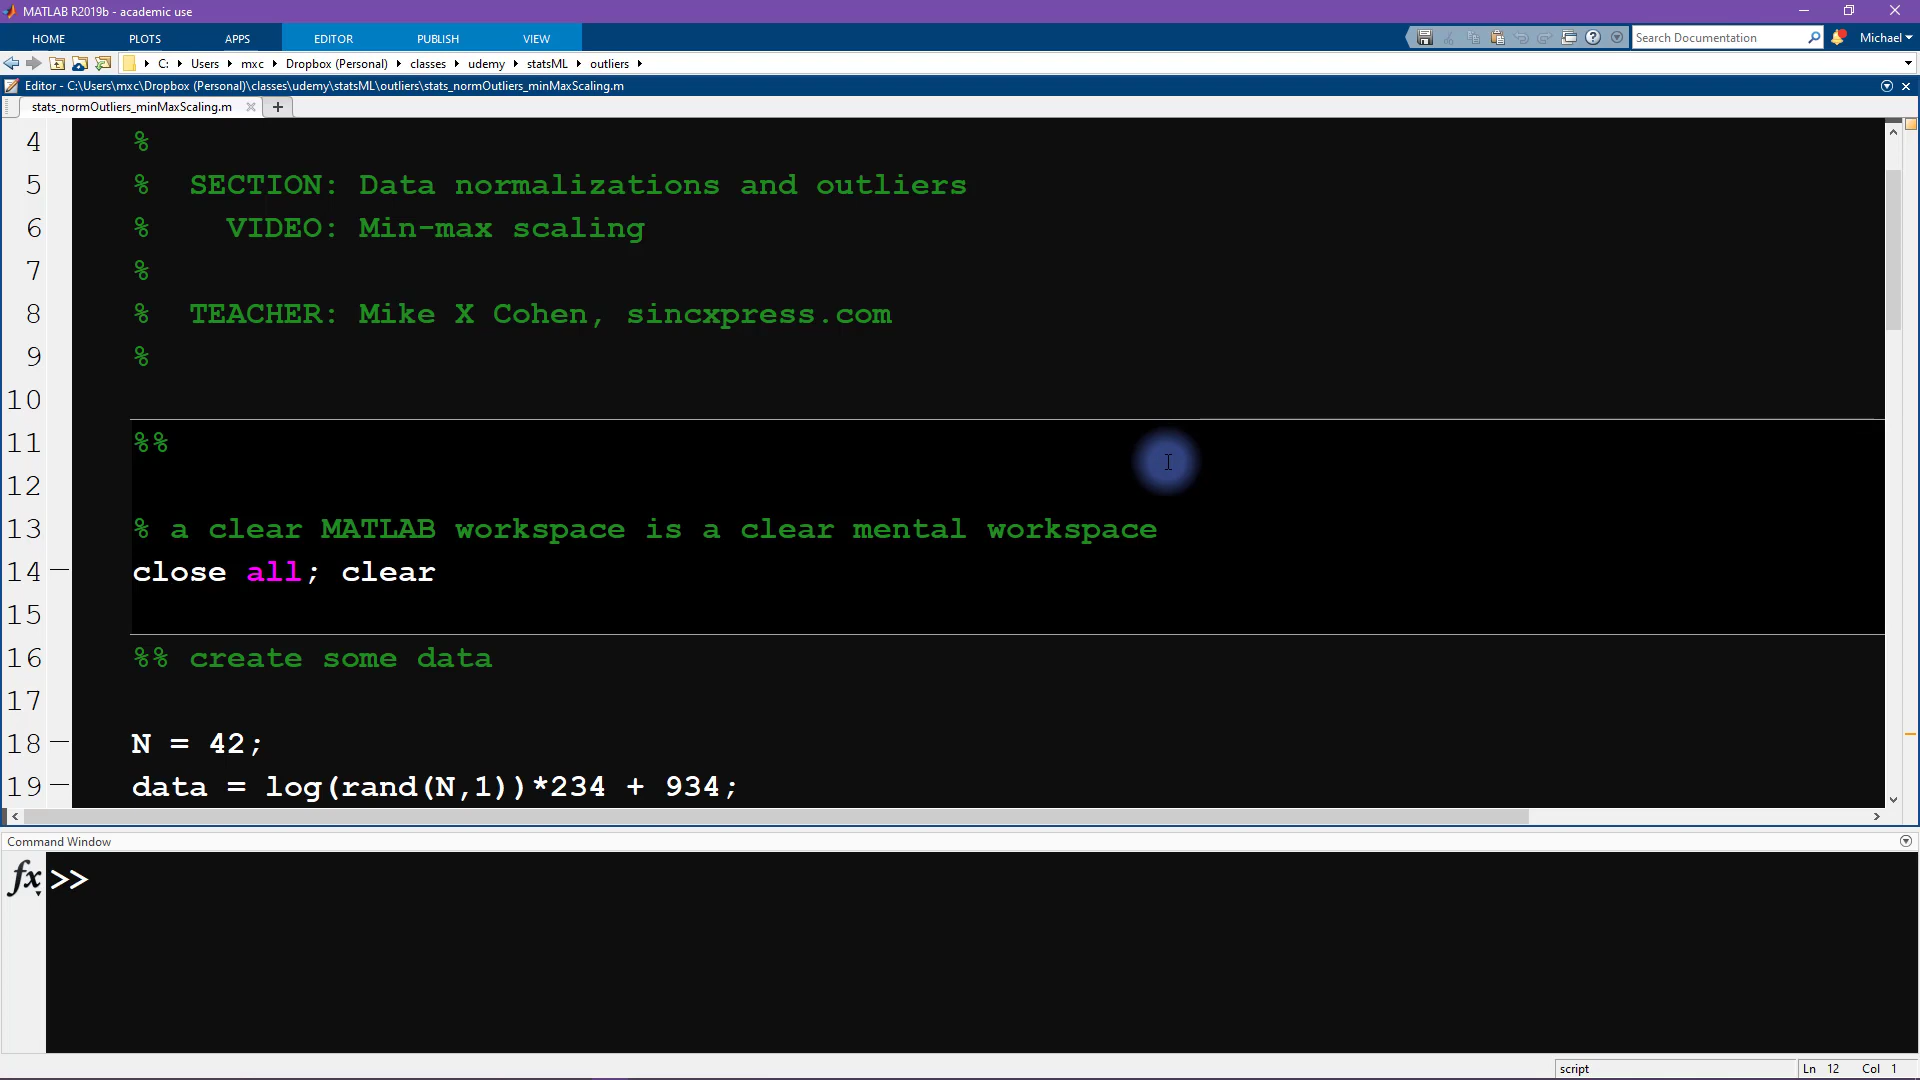 MATLAB R2019b - academic use
HOME PLOTS APPS EDITOR PUBLISH VIEW Search Documentation Michael
C: Users mxc Dropbox (Personal) classes udemy statsML outliers
Editor - C:\Users\mxc\Dropbox (Personal)\classes\udemy\statsML\outliers\stats_normOutliers_minMaxScaling.m
stats_normOutliers_minMaxScaling.m
4 %
5 % SECTION: Data normalizations and outliers
6 % VIDEO: Min-max scaling
7 %
8 % TEACHER: Mike X Cohen, sincxpress.com
9 %
10
11 %%
12
13 % a clear MATLAB workspace is a clear mental workspace
14 close all; clear
15
16 %% create some data
17
18 N = 42;
19 data = log(rand(N,1))*234 + 934;
Command Window
fx >>
script Ln 12 Col 1